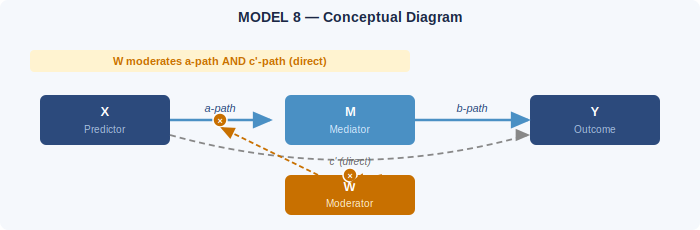 MODEL 8 — Conceptual Diagram
W moderates a-path AND c'-path (direct)
X
Predictor
a-path
×
M
Mediator
b-path
Y
Outcome
c' (direct)
×
W
Moderator